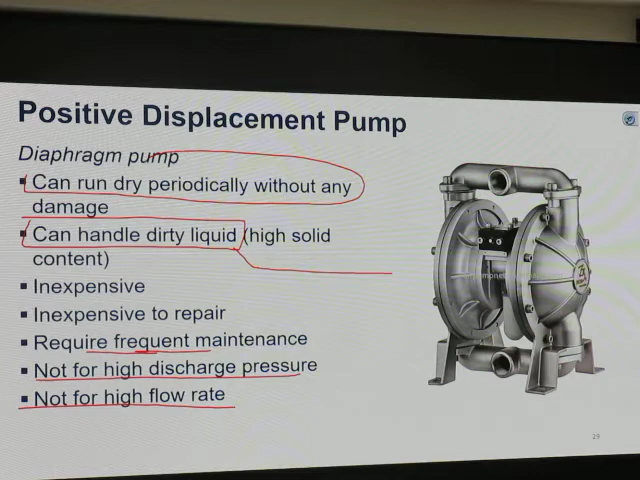 Positive Displacement Pump
Diaphragm pump
▪ Can run dry periodically without any
damage
▪ Can handle dirty liquid (high solid
content)
▪ Inexpensive
▪ Inexpensive to repair
▪ Require frequent maintenance
▪ Not for high discharge pressure
▪ Not for high flow rate
29